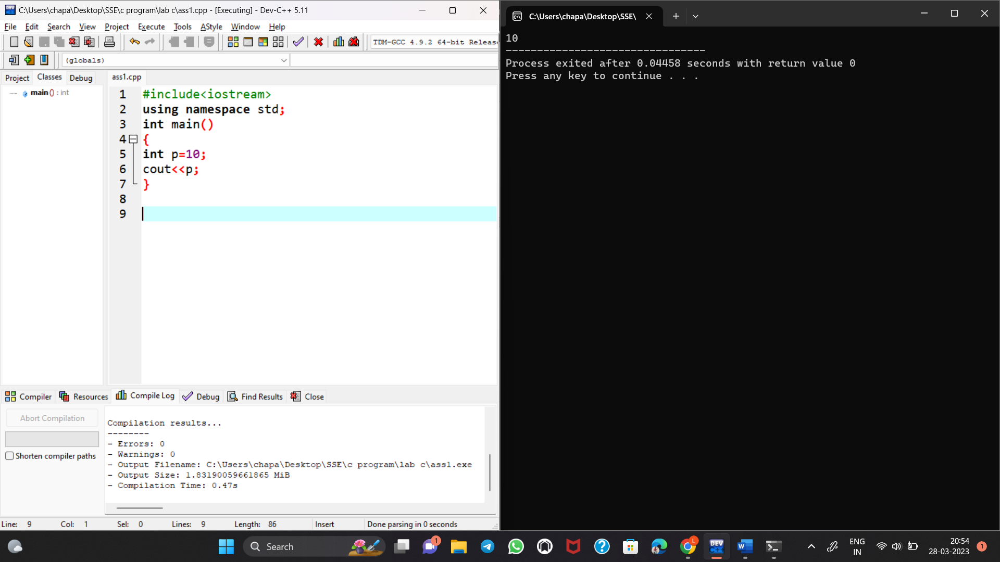 C:\Users\chapa\Desktop\SSE\c program\lab c\ass1.cpp - [Executing] - Dev-C++ 5.11
File Edit Search View Project Execute Tools AStyle Window Help
TDM-GCC 4.9.2 64-bit Releas
(globals)
Project Classes Debug
main () : int
ass1.cpp
1 #include<iostream>
2 using namespace std;
3 int main()
4 {
5 int p=10;
6 cout<<p;
7 }
8
9
Compiler Resources Compile Log Debug Find Results Close
Abort Compilation
Shorten compiler paths
Compilation results...
--------
- Errors: 0
- Warnings: 0
- Output Filename: C:\Users\chapa\Desktop\SSE\c program\lab c\ass1.exe
- Output Size: 1.83190059661865 MiB
- Compilation Time: 0.47s
Line: 9 Col: 1 Sel: 0 Lines: 9 Length: 86 Insert Done parsing in 0 seconds
C:\Users\chapa\Desktop\SSE\
10
--------------------------------
Process exited after 0.04458 seconds with return value 0
Press any key to continue . . .
Search
1
L
DEV
C++
W
ENG
IN
20:54
28-03-2023
1